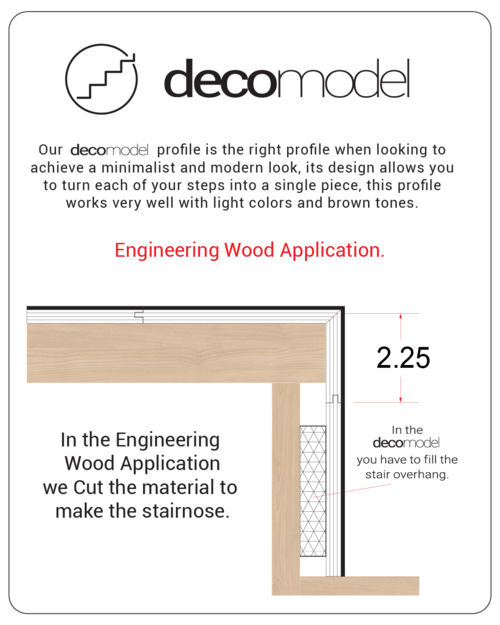 decomodel
Our decomodel profile is the right profile when looking to
achieve a minimalist and modern look, its design allows you
to turn each of your steps into a single piece, this profile
works very well with light colors and brown tones.
Engineering Wood Application.
2.25
In the
decomodel
you have to fill the
stair overhang.
In the Engineering
Wood Application
we Cut the material to
make the stairnose.